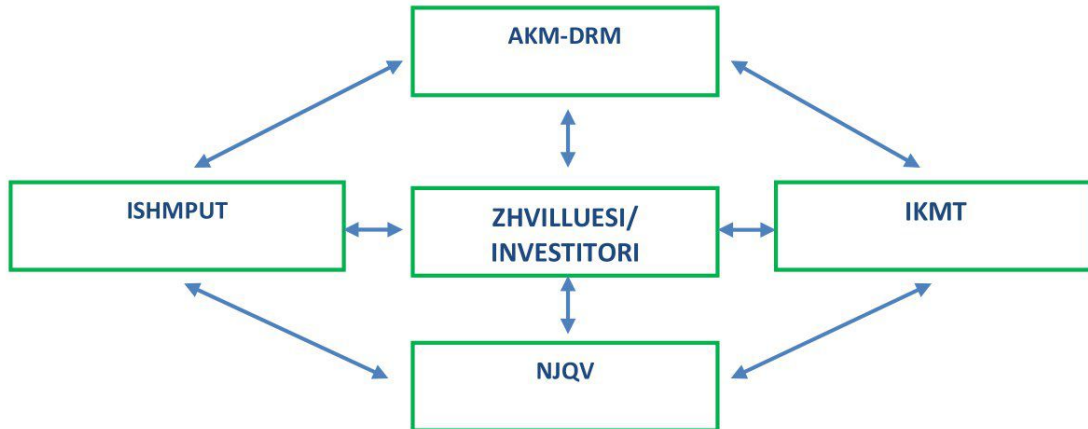 AKM-DRM
ISHMPUT
ZHVILLUESI/
INVESTITORI
IKMT
NJQV